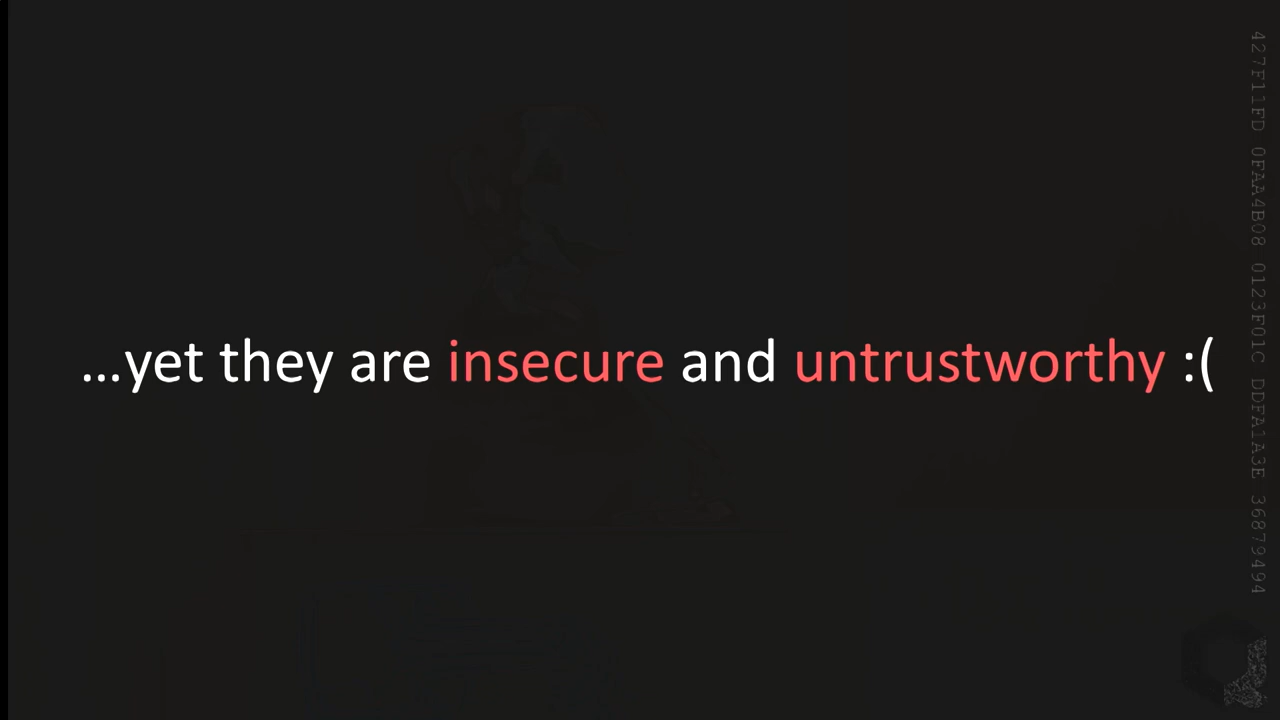 ...yet they are insecure and untrustworthy :(
427F11FD 0FAA4B08 0123F01C DDFA1A3E 36879494